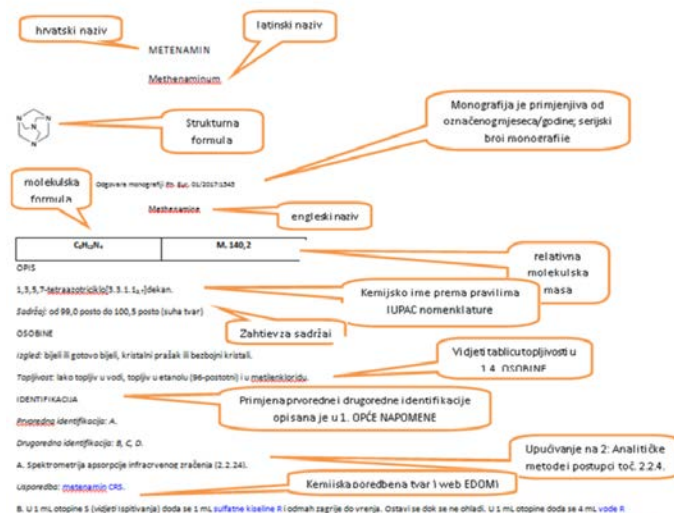 hrvatski naziv
latinski naziv
METENAMIN
Methenaminum
N
N
N
N
Strukturna
formula
Monografija je primjenjiva od
označenog mjeseca/godine; serijski
broj monografije
molekulska
formula
Odgovara monografiji Ph. Eur. 01/2017:1545
Methenamine
engleski naziv
C₆H₁₂N₄ M. 140,2
relativna
molekulska
masa
OPIS
1,3,5,7-tetraazatriciklo[3.3.1.1₃,₇]dekan.
Kemijsko ime prema pravilima
IUPAC nomenklature
Sadržaj: od 99,0 posto do 100,5 posto (suha tvar)
Zahtjev za sadržaj
OSOBINE
Izgled: bijeli ili gotovo bijeli, kristalni prašak ili bezbojni kristali.
Vidjeti tablicu topljivosti u
1.4. OSOBINE
Topljivost: lako topljiv u vodi, topljiv u etanolu (96-postotni) i u metilenkloridu.
IDENTIFIKACIJA
Primjena prvoredne i drugoredne identifikacije
opisana je u 1. OPĆE NAPOMENE
Prvoredna identifikacija: A.
Drugoredna identifikacija: B, C, D.
Upućivanje na 2: Analitičke
metode i postupci toč. 2.2.4.
A. Spektrometrija apsorpcije infracrvenog zračenja (2.2.24).
Kemijska poredbena tvar (web EDQM)
Usporedba: metenamin CRS.
B. U 1 mL otopine S (vidjeti Ispitivanja) doda se 1 mL sulfatne kiseline R i odmah zagrije do vrenja. Ostavi se dok se ne ohladi. U 1 mL otopine doda se 4 mL vode R